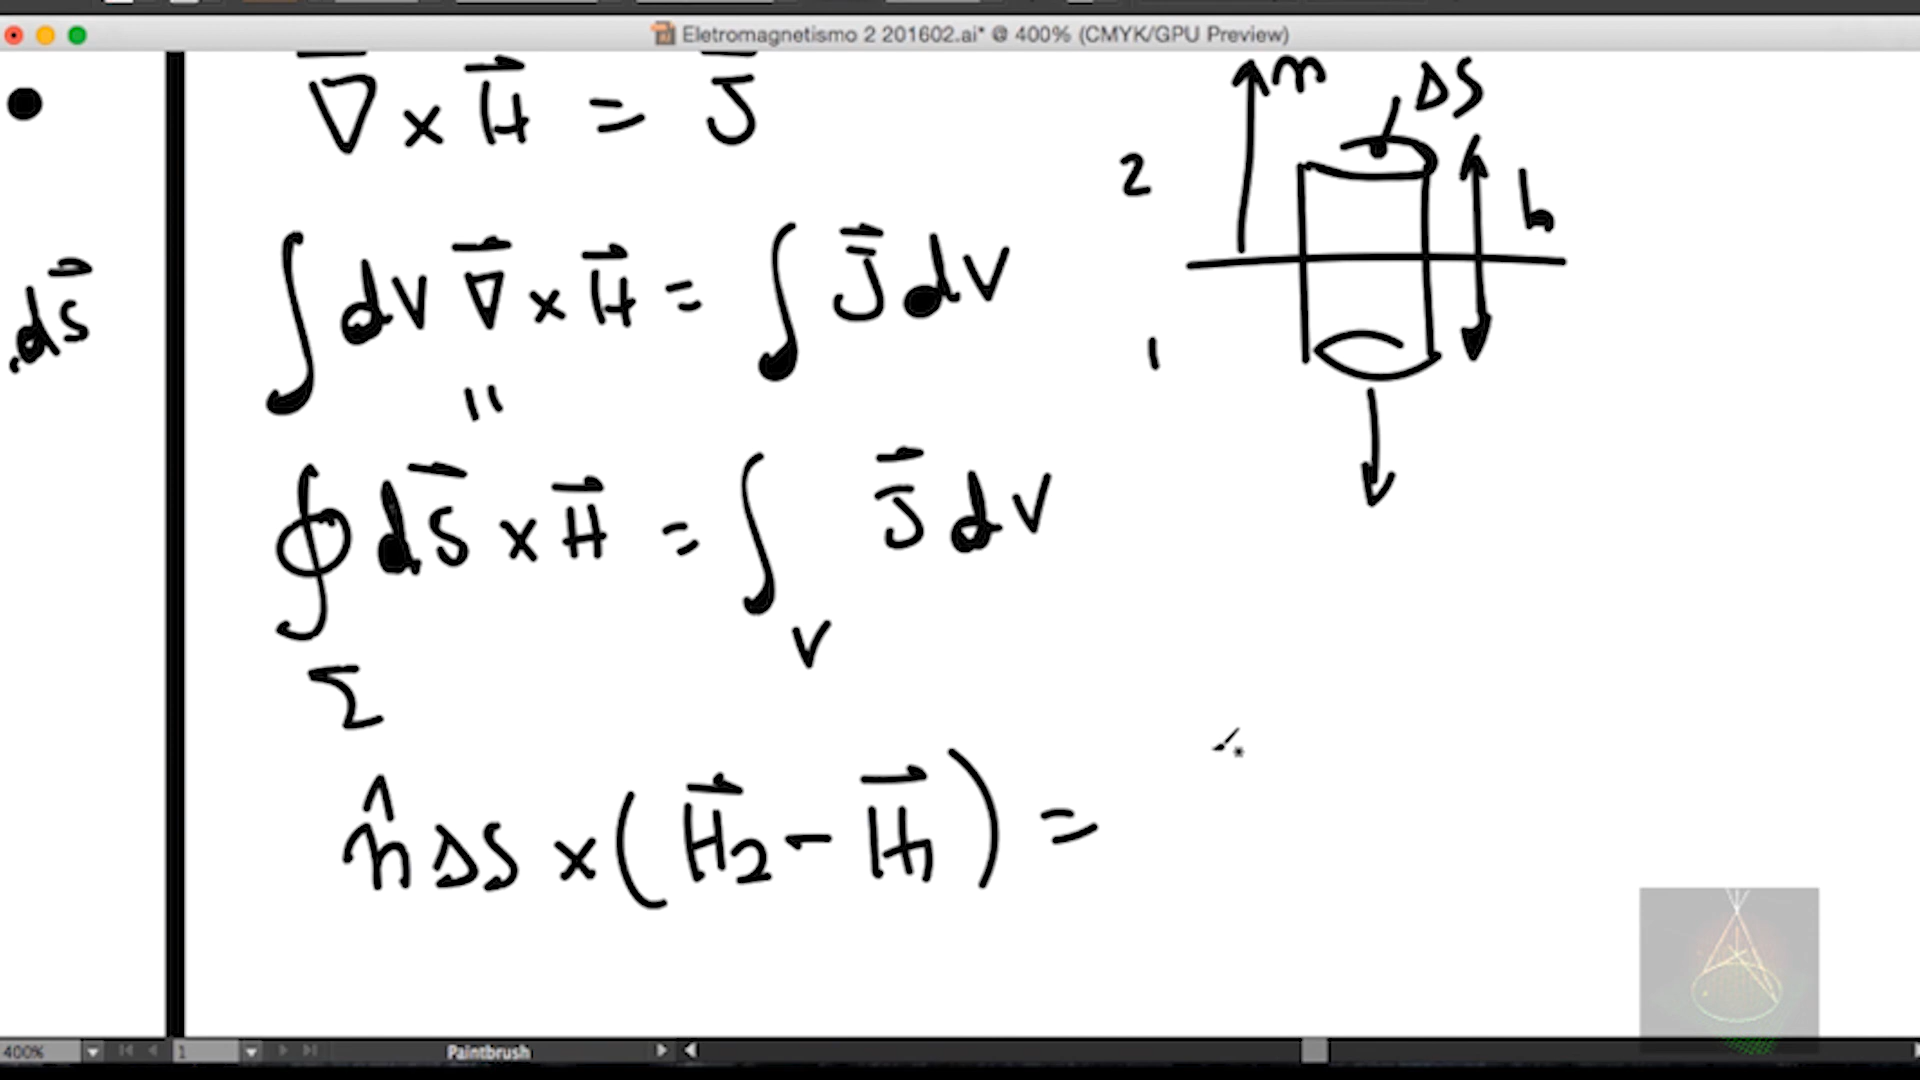 Eletromagnetismo 2 201602.ai* @ 400% (CMYK/GPU Preview)
∇ × H = J
∫ dV ∇ × H = ∫ J dV
"
∮ dS × H = ∫ J dV
Σ V
n̂ ΔS × (H₂ − H₁) =
. dS
n ΔS
2
h
1
400% 1 Paintbrush